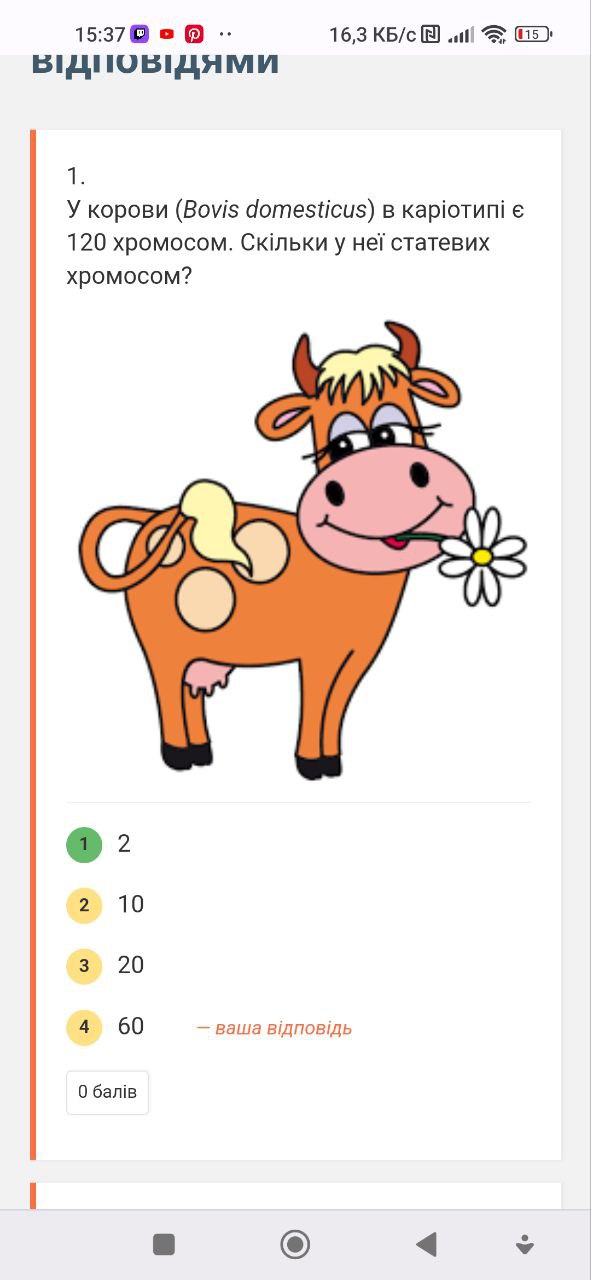 15:37 16,3 КБ/с 15
відповідями
1.
У корови (Bovis domesticus) в каріотипі є
120 хромосом. Скільки у неї статевих
хромосом?
1 2
2 10
3 20
4 60 — ваша відповідь
0 балів